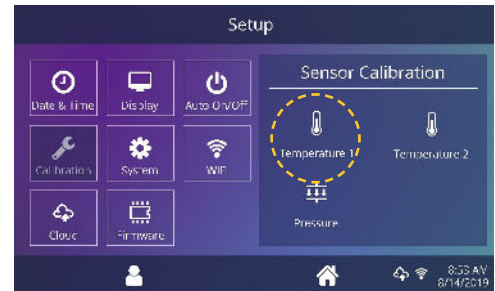 Setup
Date & Time
Display
Auto On/Off
Sensor Calibration
Temperature 1
Temperature 2
Calibration
System
WiFi
Pressure
Cloud
Firmware
8:55 AM
8/14/2019